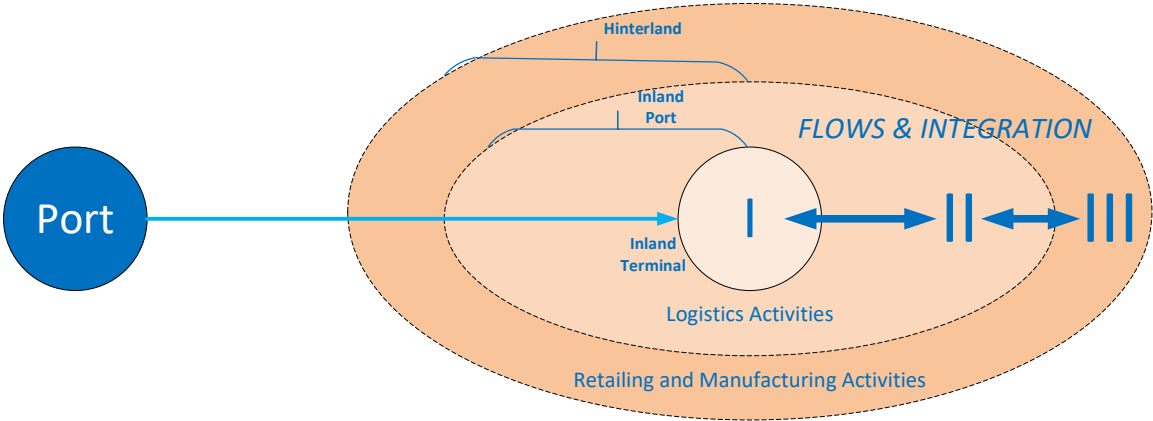 Hinterland
Inland
Port
FLOWS & INTEGRATION
Port
I
II
III
Inland
Terminal
Logistics Activities
Retailing and Manufacturing Activities